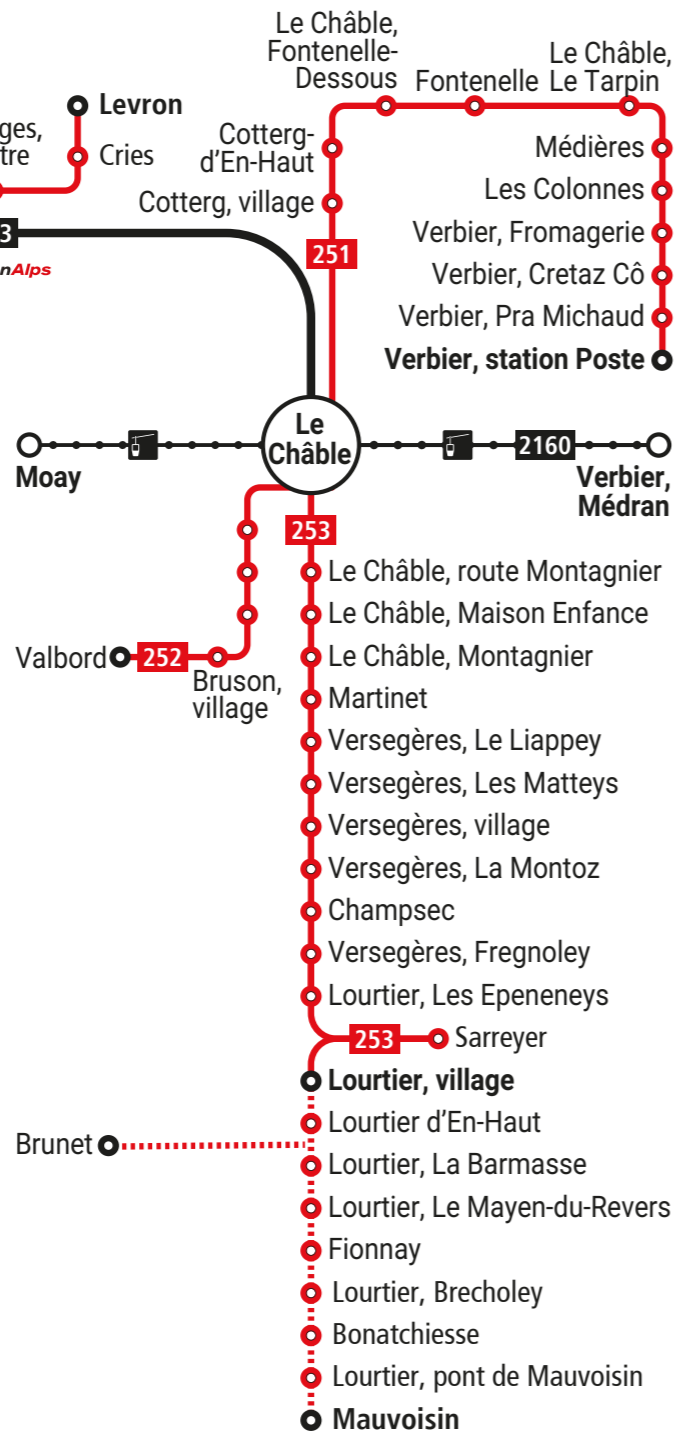 Le Châble,
Fontenelle-
Dessous
Fontenelle
Le Châble,
Le Tarpin
Levron
ges,
tre
Cries
Cotterg-
d'En-Haut
Médières
Cotterg, village
Les Colonnes
3
251
Verbier, Fromagerie
nAlps
Verbier, Cretaz Cô
Verbier, Pra Michaud
Verbier, station Poste
Le
Châble
2160
Moay
Verbier,
Médran
253
Le Châble, route Montagnier
Le Châble, Maison Enfance
Valbord
252
Bruson,
village
Le Châble, Montagnier
Martinet
Versegères, Le Liappey
Versegères, Les Matteys
Versegères, village
Versegères, La Montoz
Champsec
Versegères, Fregnoley
Lourtier, Les Epeneneys
253
Sarreyer
Lourtier, village
Lourtier d'En-Haut
Brunet
Lourtier, La Barmasse
Lourtier, Le Mayen-du-Revers
Fionnay
Lourtier, Brecholey
Bonatchiesse
Lourtier, pont de Mauvoisin
Mauvoisin